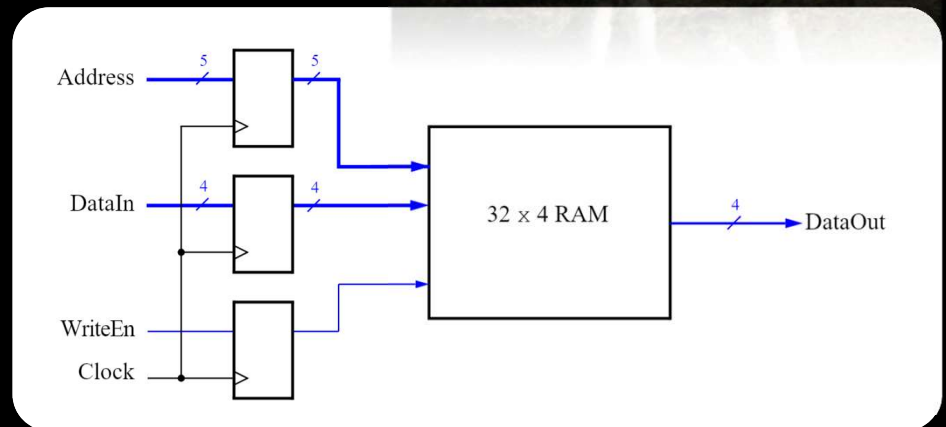 5
5
Address
4
4
DataIn
32 x 4 RAM
4
DataOut
WriteEn
Clock